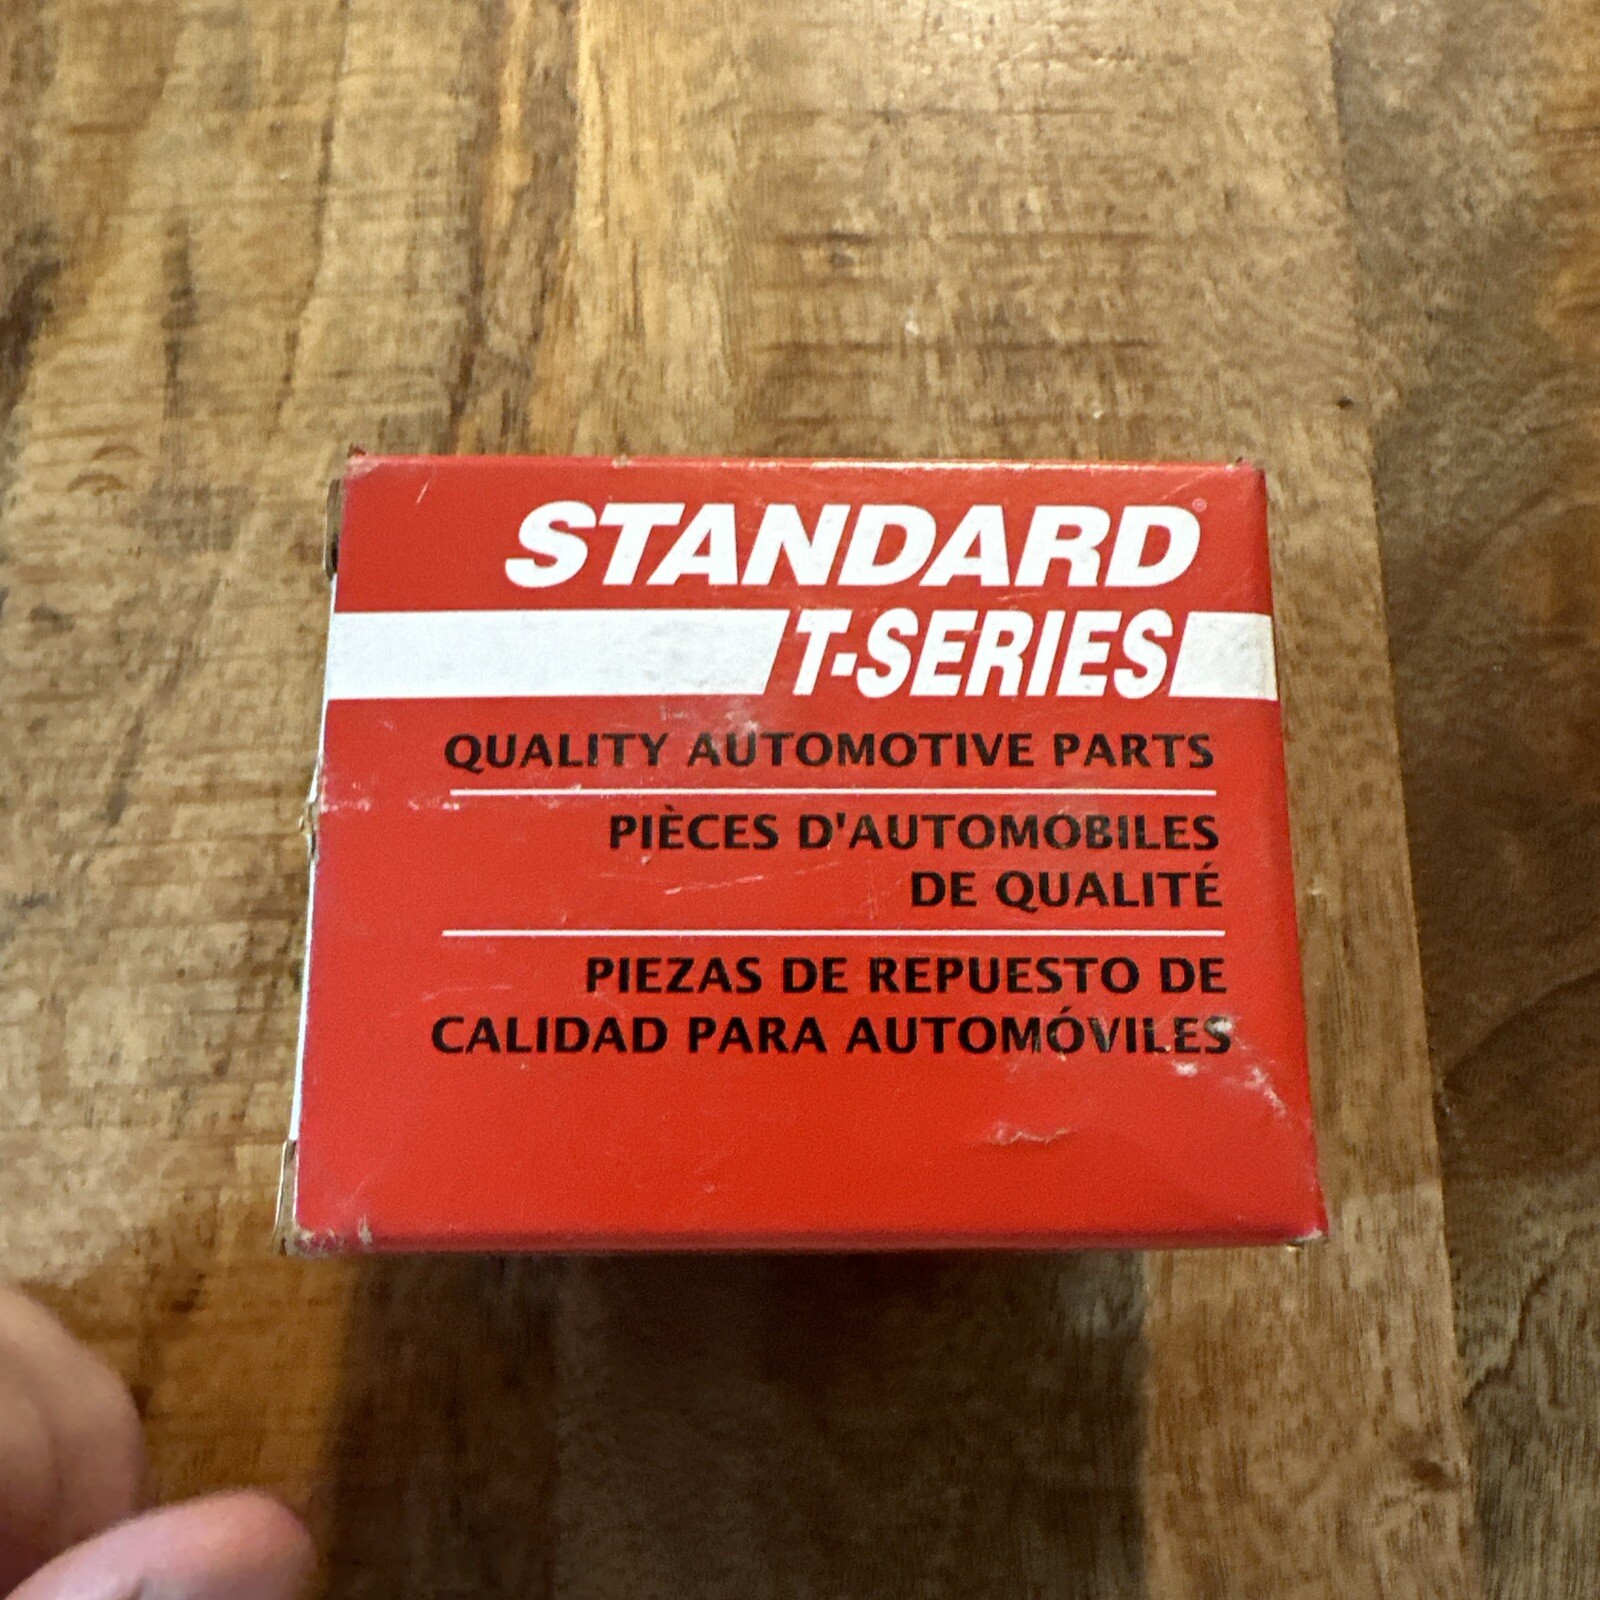 STANDARD®
T-SERIES
QUALITY AUTOMOTIVE PARTS
PIÈCES D'AUTOMOBILES
DE QUALITÉ
PIEZAS DE REPUESTO DE
CALIDAD PARA AUTOMÓVILES